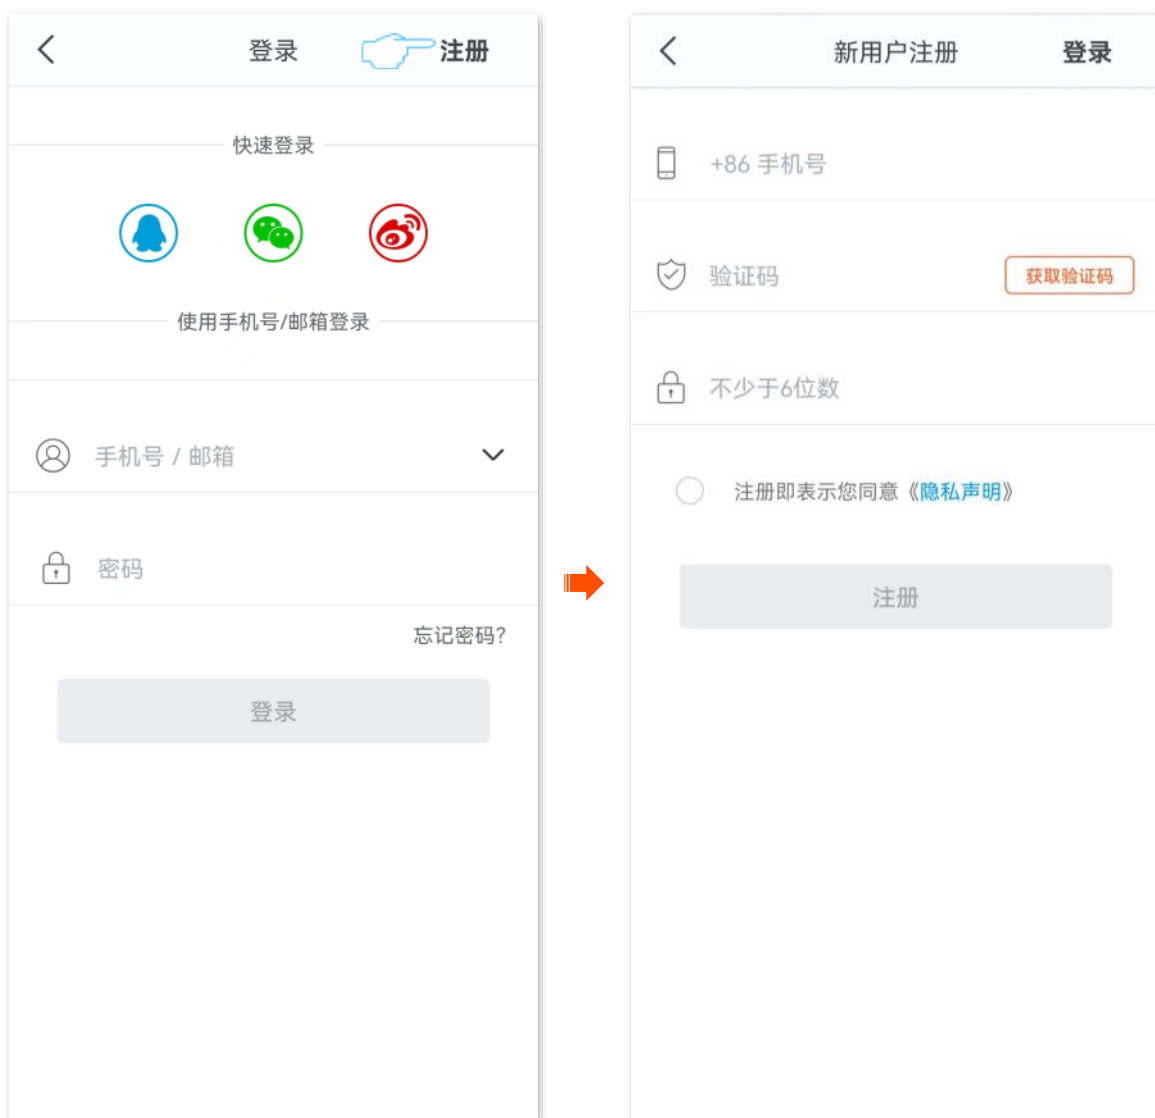 登录
注册
快速登录
使用手机号/邮箱登录
手机号 / 邮箱
密码
忘记密码?
登录
新用户注册
登录
+86 手机号
验证码
获取验证码
不少于6位数
注册即表示您同意《隐私声明》
注册